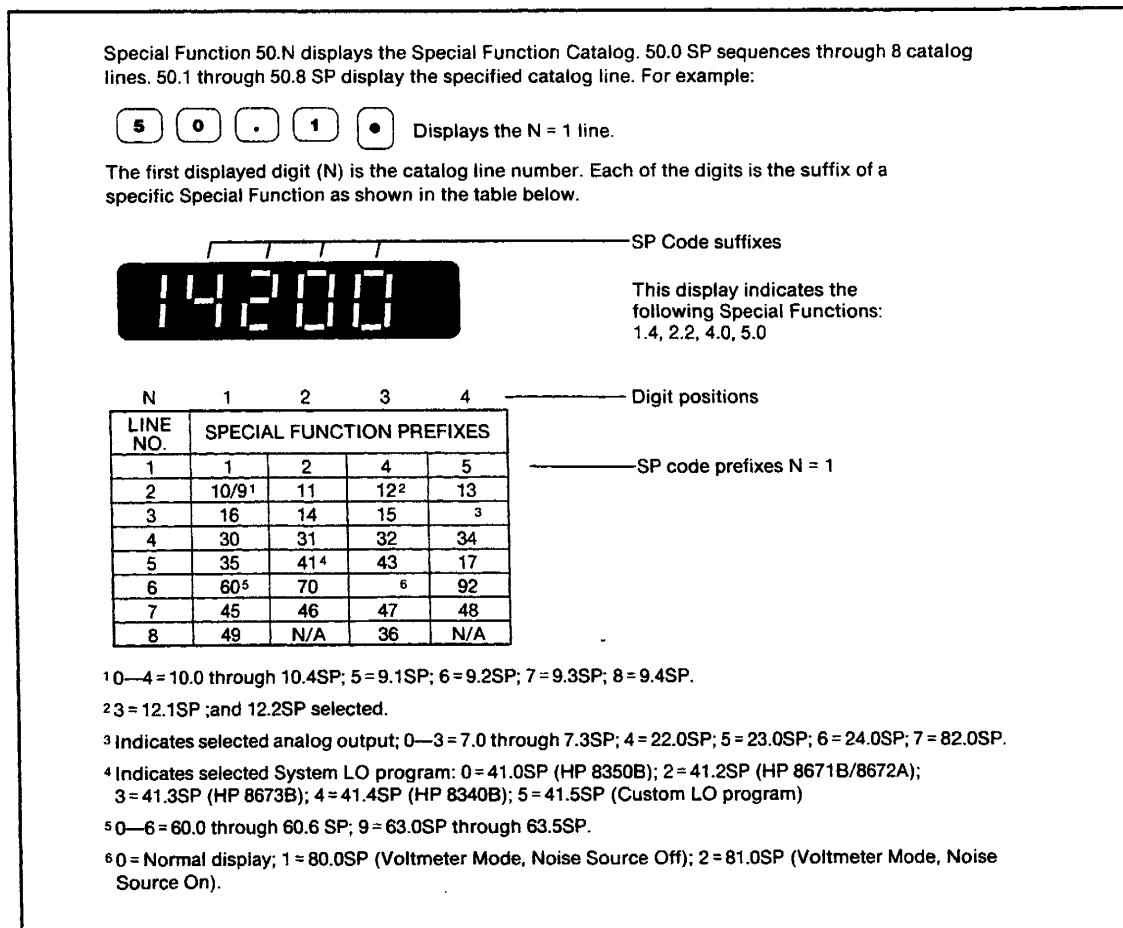 Special Function 50.N displays the Special Function Catalog. 50.0 SP sequences through 8 catalog
lines. 50.1 through 50.8 SP display the specified catalog line. For example:
5 0 . 1 • Displays the N = 1 line.
The first displayed digit (N) is the catalog line number. Each of the digits is the suffix of a
specific Special Function as shown in the table below.
SP Code suffixes
14200
This display indicates the
following Special Functions:
1.4, 2.2, 4.0, 5.0
N 1 2 3 4 Digit positions
LINE NO. SPECIAL FUNCTION PREFIXES
1 1 2 4 5 SP code prefixes N = 1
2 10/9¹ 11 12² 13
3 16 14 15 ³
4 30 31 32 34
5 35 41⁴ 43 17
6 60⁵ 70 ⁶ 92
7 45 46 47 48
8 49 N/A 36 N/A
¹ 0—4 = 10.0 through 10.4SP; 5 = 9.1SP; 6 = 9.2SP; 7 = 9.3SP; 8 = 9.4SP.
² 3 = 12.1SP ;and 12.2SP selected.
³ Indicates selected analog output; 0—3 = 7.0 through 7.3SP; 4 = 22.0SP; 5 = 23.0SP; 6 = 24.0SP; 7 = 82.0SP.
⁴ Indicates selected System LO program: 0 = 41.0SP (HP 8350B); 2 = 41.2SP (HP 8671B/8672A);
3 = 41.3SP (HP 8673B); 4 = 41.4SP (HP 8340B); 5 = 41.5SP (Custom LO program)
⁵ 0—6 = 60.0 through 60.6 SP; 9 = 63.0SP through 63.5SP.
⁶ 0 = Normal display; 1 = 80.0SP (Voltmeter Mode, Noise Source Off); 2 = 81.0SP (Voltmeter Mode, Noise
Source On).